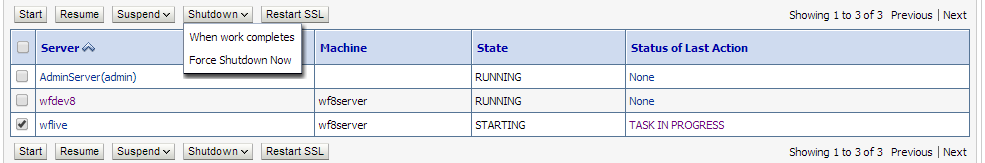 Start Resume Suspend Shutdown Restart SSL Showing 1 to 3 of 3 Previous | Next
When work completes
Force Shutdown Now
Server Machine State Status of Last Action
AdminServer(admin) RUNNING None
wfdev8 wf8server RUNNING None
wflive wf8server STARTING TASK IN PROGRESS
Start Resume Suspend Shutdown Restart SSL Showing 1 to 3 of 3 Previous | Next